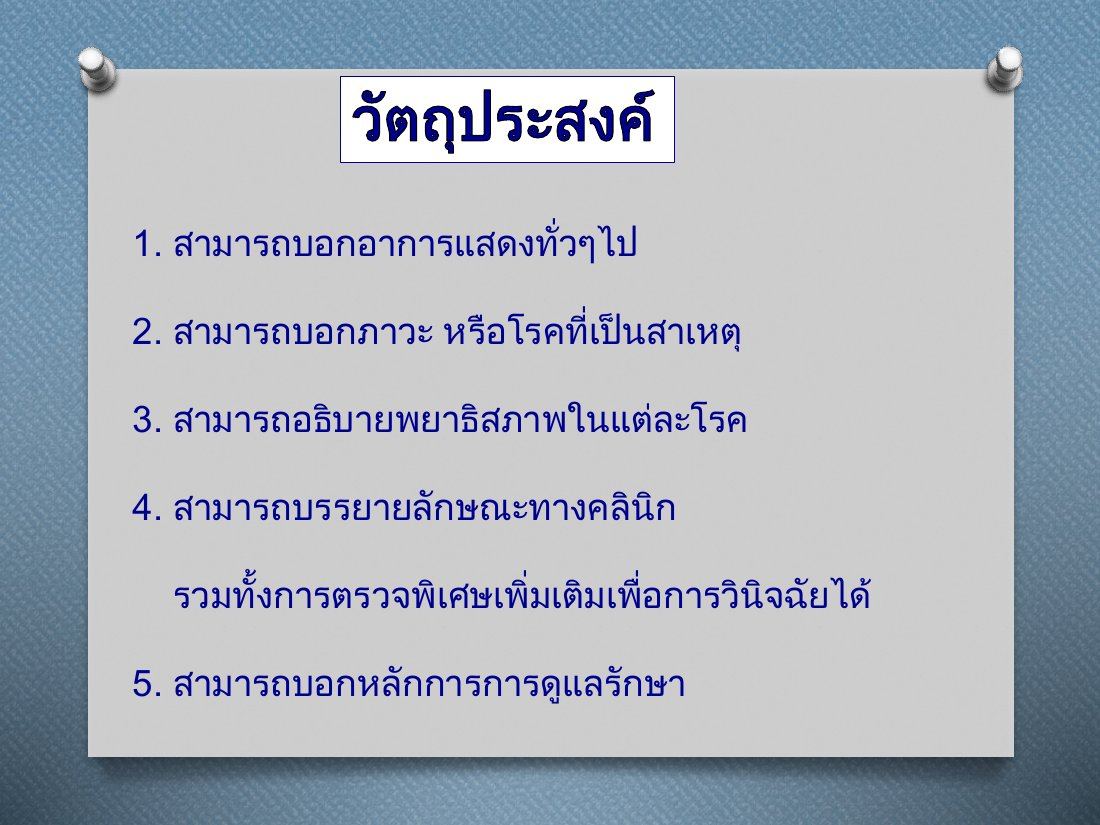 วัตถุประสงค์
1. สามารถบอกอาการแสดงทั่วๆไป
2. สามารถบอกภาวะ หรือโรคที่เป็นสาเหตุ
3. สามารถอธิบายพยาธิสภาพในแต่ละโรค
4. สามารถบรรยายลักษณะทางคลินิก
รวมทั้งการตรวจพิเศษเพิ่มเติมเพื่อการวินิจฉัยได้
5. สามารถบอกหลักการการดูแลรักษา